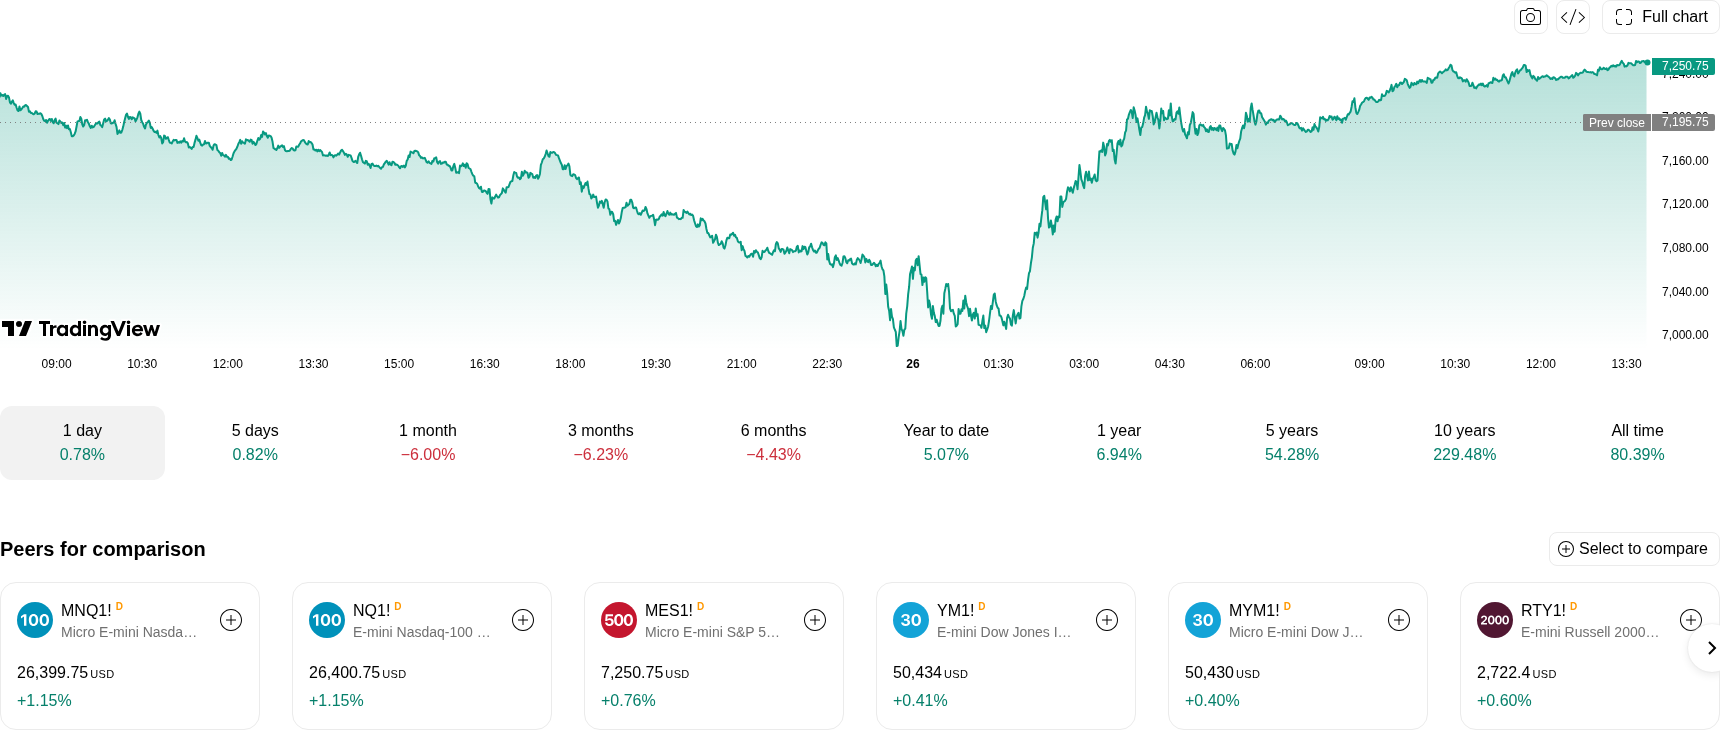 Full chart
7,250.75
7,240.00
Prev close 7,195.75
7,160.00
7,120.00
7,080.00
7,040.00
7,000.00
TradingView
09:00 10:30 12:00 13:30 15:00 16:30 18:00 19:30 21:00 22:30 26 01:30 03:00 04:30 06:00 09:00 10:30 12:00 13:30
1 day 5 days 1 month 3 months 6 months Year to date 1 year 5 years 10 years All time
0.78% 0.82% −6.00% −6.23% −4.43% 5.07% 6.94% 54.28% 229.48% 80.39%
Peers for comparison
Select to compare
100 MNQ1! D
Micro E-mini Nasda…
26,399.75 USD
+1.15%
100 NQ1! D
E-mini Nasdaq-100 …
26,400.75 USD
+1.15%
500 MES1! D
Micro E-mini S&P 5…
7,250.75 USD
+0.76%
30 YM1! D
E-mini Dow Jones I…
50,434 USD
+0.41%
30 MYM1! D
Micro E-mini Dow J…
50,430 USD
+0.40%
2000 RTY1! D
E-mini Russell 2000…
2,722.4 USD
+0.60%